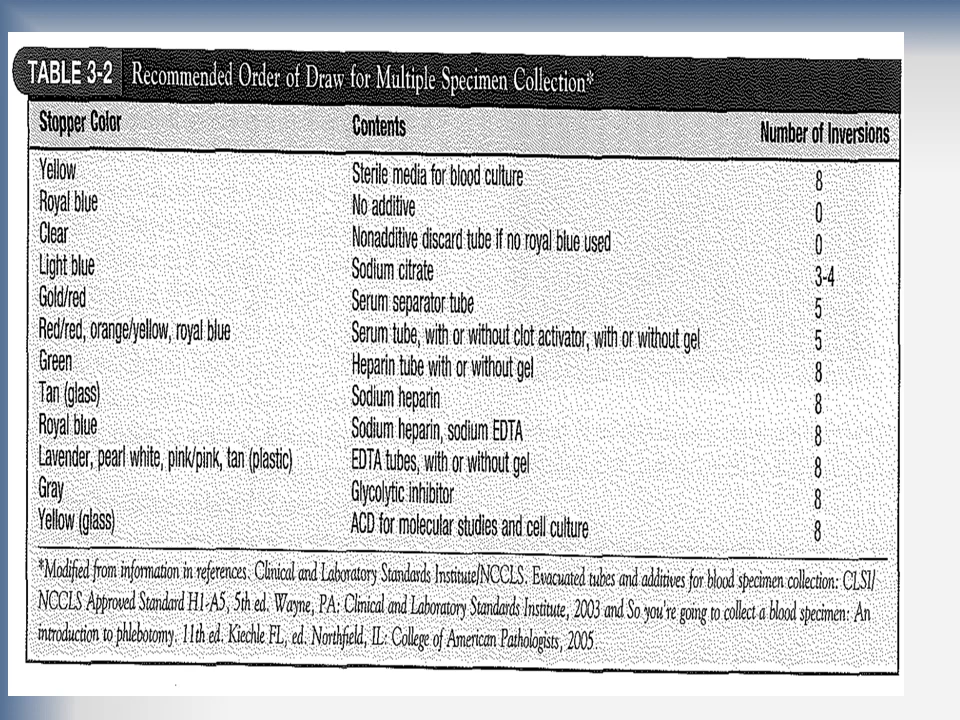 TABLE 3-2 Recommended Order of Draw for Multiple Specimen Collection*
Stopper Color Contents Number of Inversions
Yellow Sterile media for blood culture 8
Royal blue No additive 0
Clear Nonadditive discard tube if no royal blue used 0
Light blue Sodium citrate 3-4
Gold/red Serum separator tube 5
Red/red, orange/yellow, royal blue Serum tube, with or without clot activator, with or without gel 5
Green Heparin tube with or without gel 8
Tan (glass) Sodium heparin 8
Royal blue Sodium heparin, sodium EDTA 8
Lavender, pearl white, pink/pink, tan (plastic) EDTA tubes, with or without gel 8
Gray Glycolytic inhibitor 8
Yellow (glass) ACD for molecular studies and cell culture 8
*Modified from information in references. Clinical and Laboratory Standards Institute/NCCLS. Evacuated tubes and additives for blood specimen collection: CLSI/
NCCLS Approved Standard H1-A5, 5th ed. Wayne, PA: Clinical and Laboratory Standards Institute, 2003 and So you're going to collect a blood specimen: An
introduction to phlebotomy. 11th ed. Kiechle FL, ed. Northfield, IL: College of American Pathologists, 2005